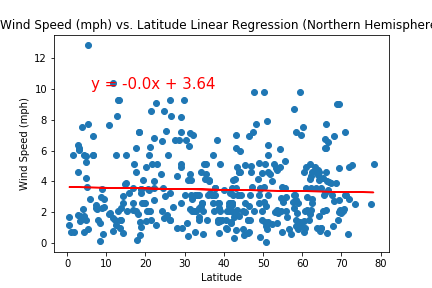 Wind Speed (mph) vs. Latitude Linear Regression (Northern Hemisphere
y = -0.0x + 3.64
12
10
8
6
4
2
0
Wind Speed (mph)
0 10 20 30 40 50 60 70 80
Latitude